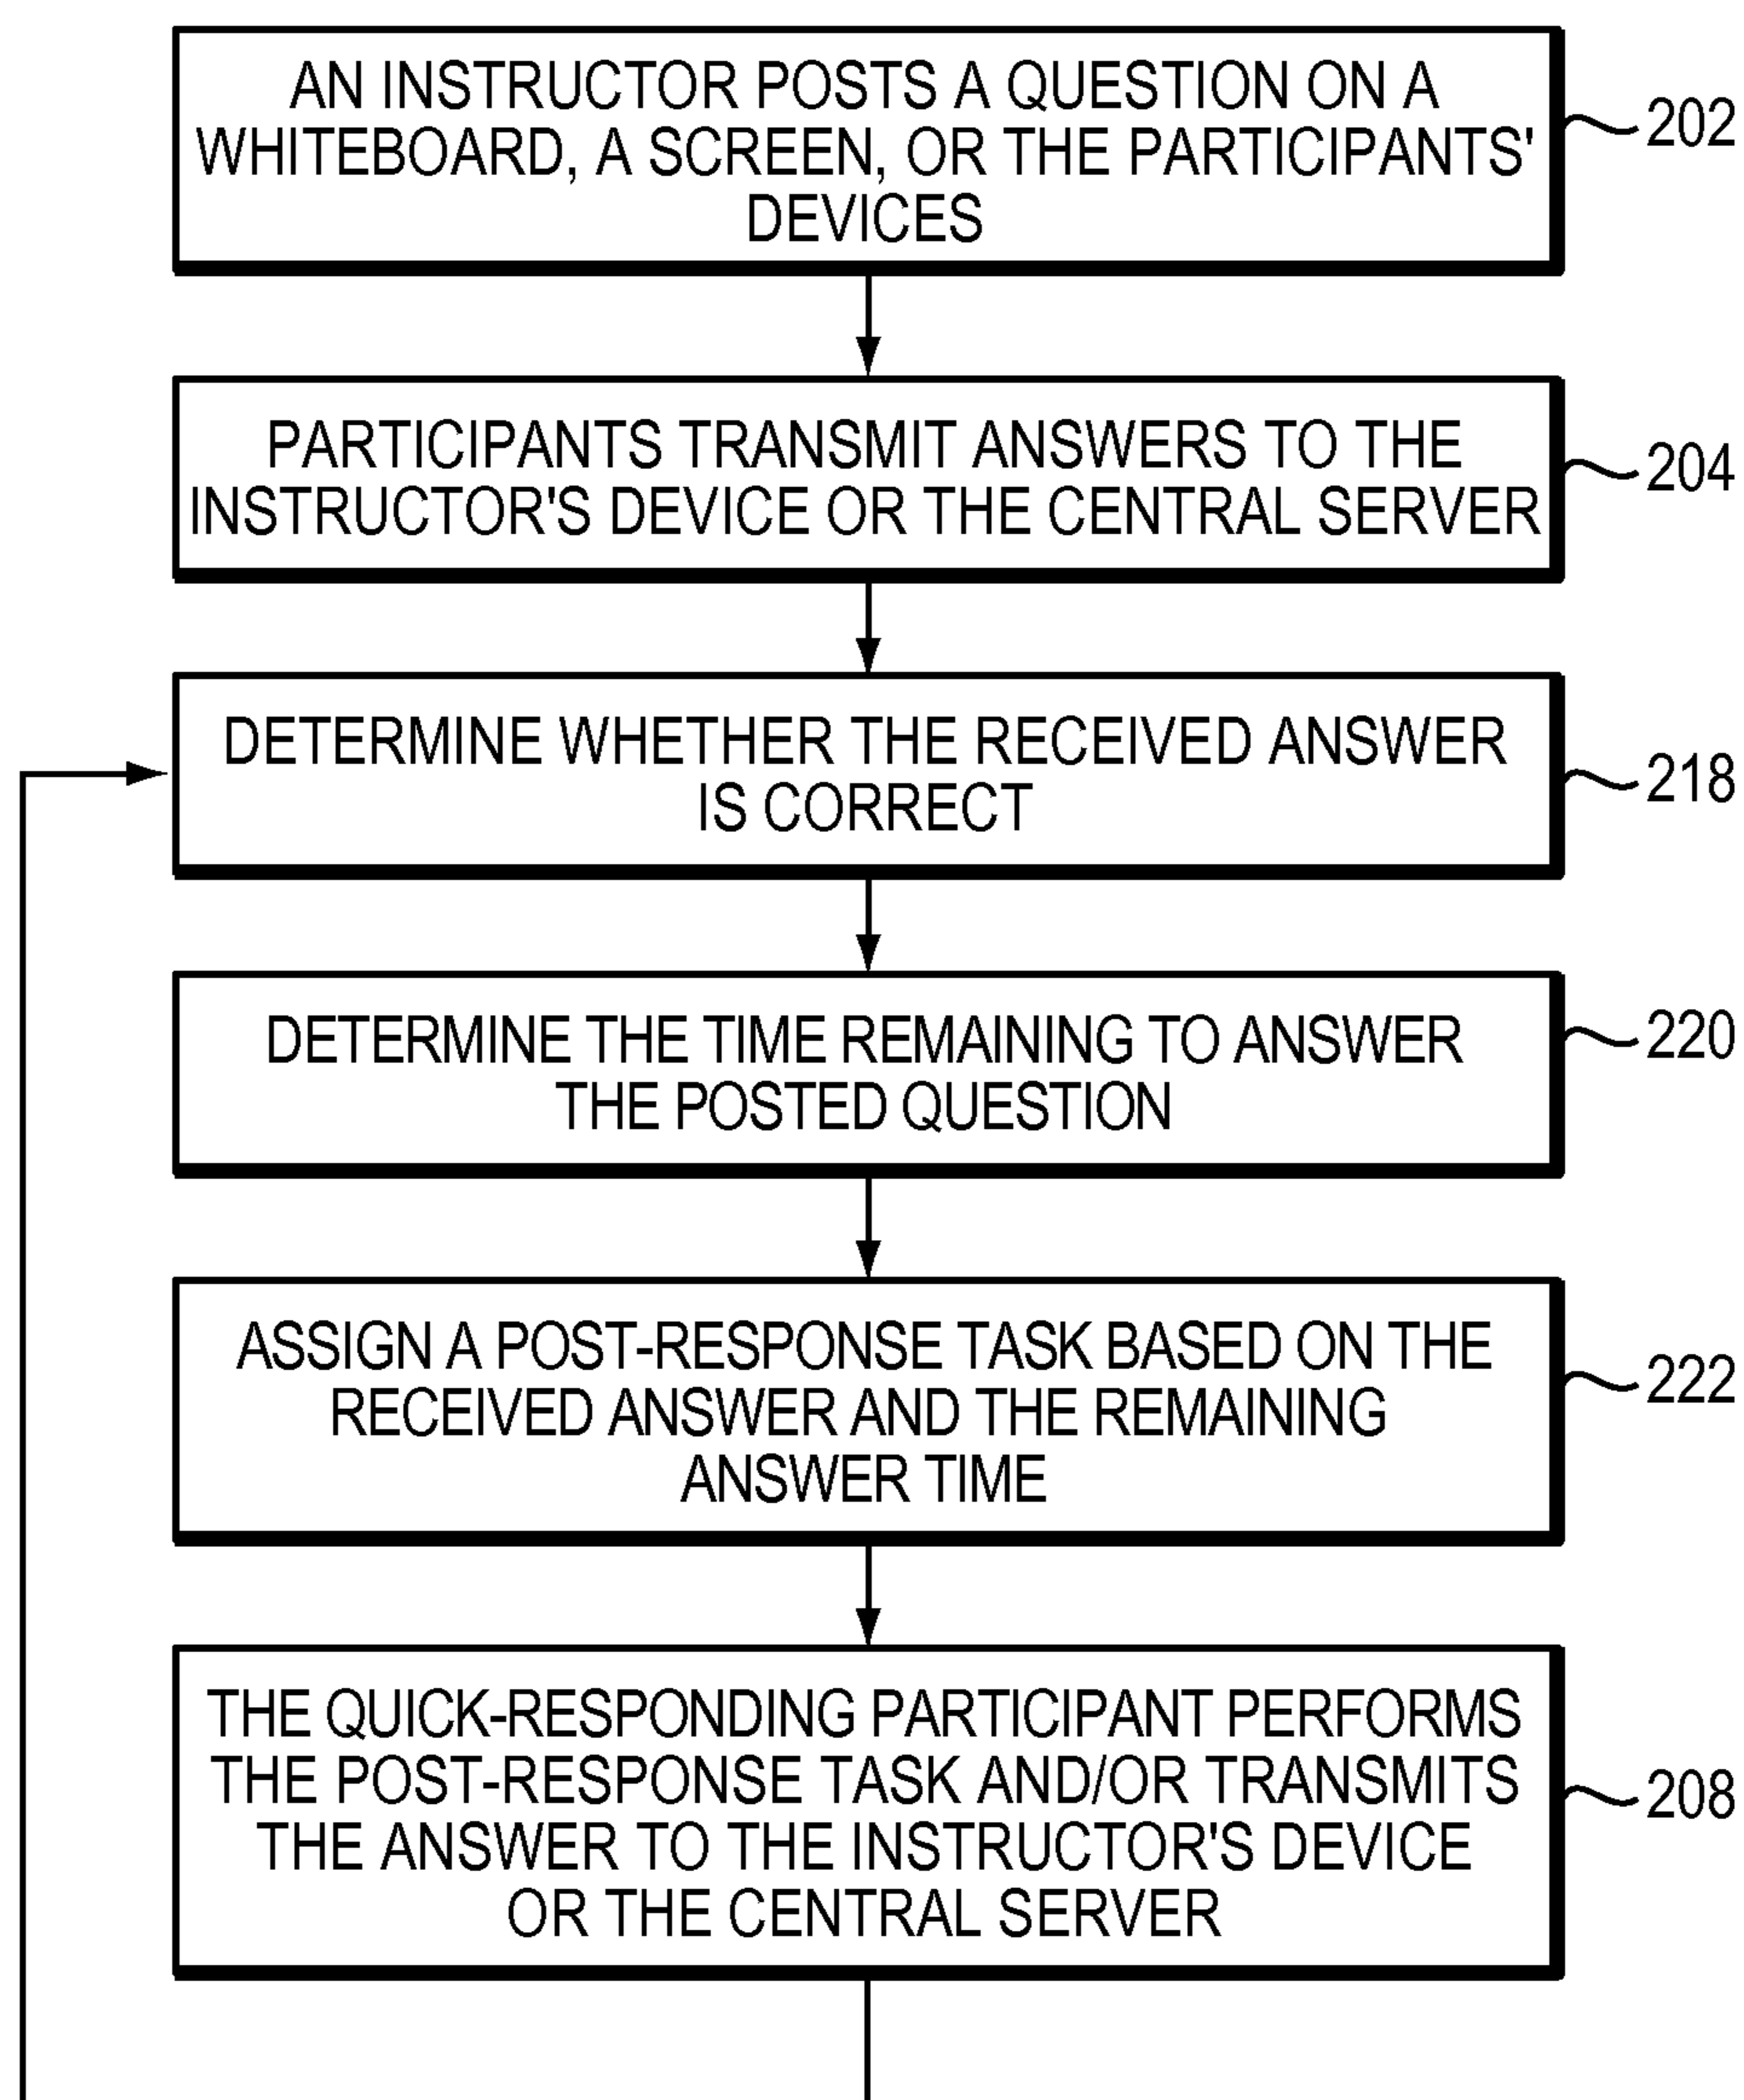 AN INSTRUCTOR POSTS A QUESTION ON A
WHITEBOARD, A SCREEN, OR THE PARTICIPANTS'
DEVICES
202
PARTICIPANTS TRANSMIT ANSWERS TO THE
INSTRUCTOR'S DEVICE OR THE CENTRAL SERVER
204
DETERMINE WHETHER THE RECEIVED ANSWER
IS CORRECT
218
DETERMINE THE TIME REMAINING TO ANSWER
THE POSTED QUESTION
220
ASSIGN A POST-RESPONSE TASK BASED ON THE
RECEIVED ANSWER AND THE REMAINING
ANSWER TIME
222
THE QUICK-RESPONDING PARTICIPANT PERFORMS
THE POST-RESPONSE TASK AND/OR TRANSMITS
THE ANSWER TO THE INSTRUCTOR'S DEVICE
OR THE CENTRAL SERVER
208